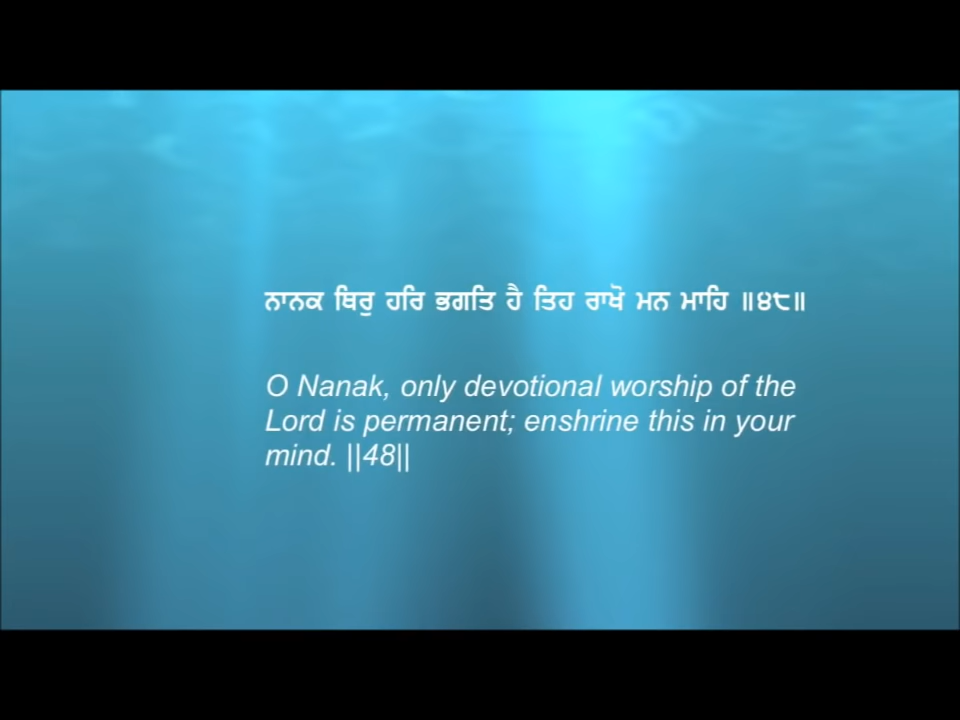 ਨਾਨਕ ਥਿਰੁ ਹਰਿ ਭਗਤਿ ਹੈ ਤਿਹ ਰਾਖੋ ਮਨ ਮਾਹਿ ॥੪੮॥
O Nanak, only devotional worship of the
Lord is permanent; enshrine this in your
mind. ||48||